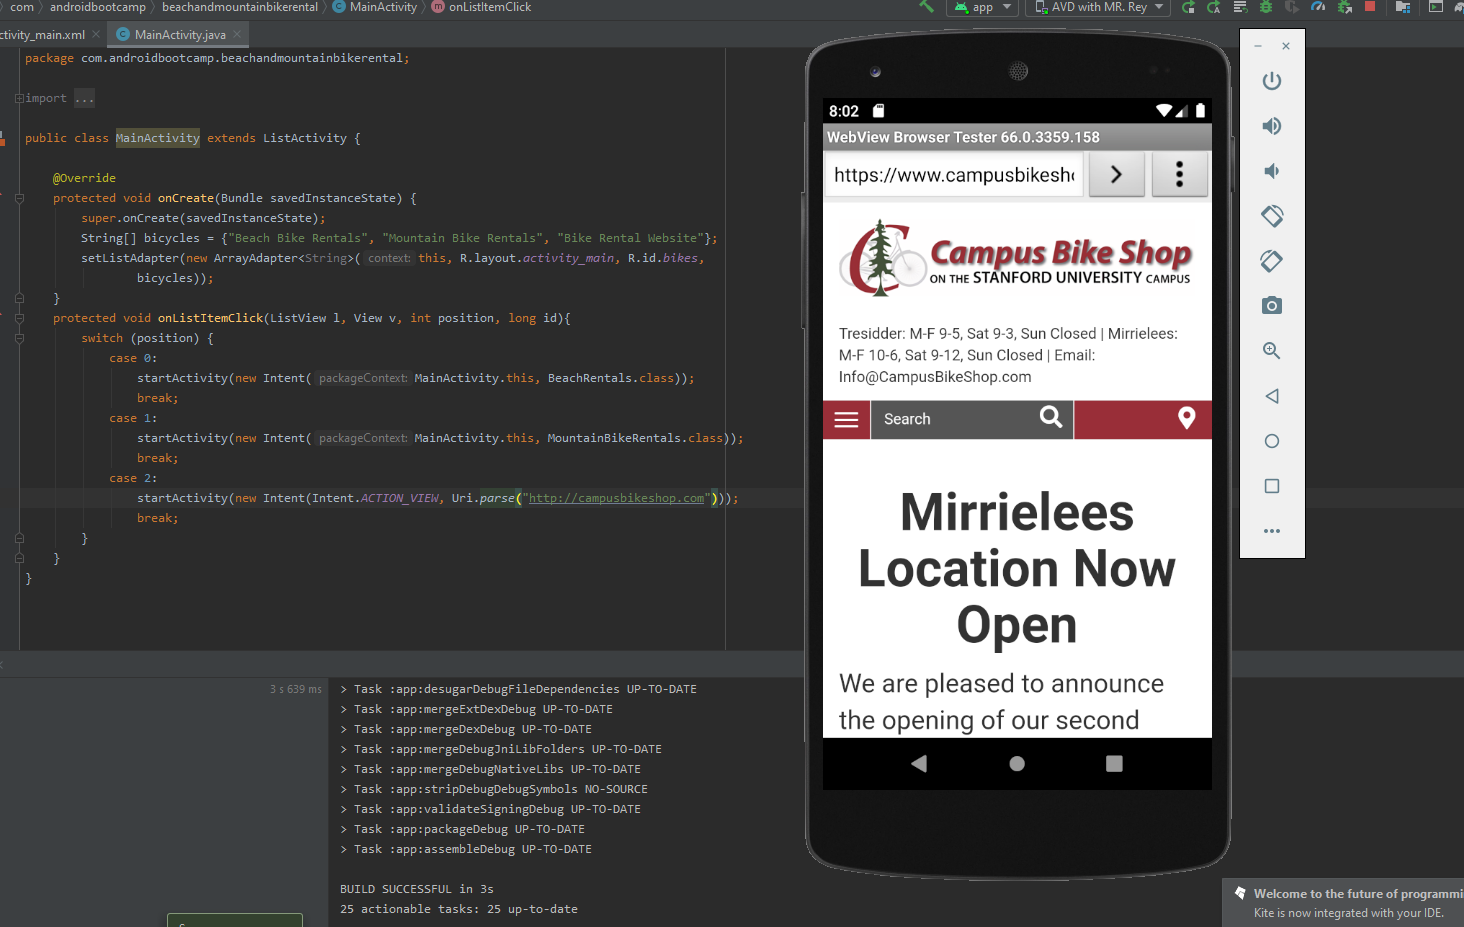 com androidbootcamp beachandmountainbikerental MainActivity onListItemClick
app AVD with MR. Rey
ctivity_main.xml MainActivity.java
package com.androidbootcamp.beachandmountainbikerental;
import ...
public class MainActivity extends ListActivity {
@Override
protected void onCreate(Bundle savedInstanceState) {
super.onCreate(savedInstanceState);
String[] bicycles = {"Beach Bike Rentals", "Mountain Bike Rentals", "Bike Rental Website"};
setListAdapter(new ArrayAdapter<String>( context: this, R.layout.activity_main, R.id.bikes,
bicycles));
}
protected void onListItemClick(ListView l, View v, int position, long id){
switch (position) {
case 0:
startActivity(new Intent( packageContext: MainActivity.this, BeachRentals.class));
break;
case 1:
startActivity(new Intent( packageContext: MainActivity.this, MountainBikeRentals.class));
break;
case 2:
startActivity(new Intent(Intent.ACTION_VIEW, Uri.parse("http://campusbikeshop.com")));
break;
}
}
}
3 s 639 ms
> Task :app:desugarDebugFileDependencies UP-TO-DATE
> Task :app:mergeExtDexDebug UP-TO-DATE
> Task :app:mergeDexDebug UP-TO-DATE
> Task :app:mergeDebugJniLibFolders UP-TO-DATE
> Task :app:mergeDebugNativeLibs UP-TO-DATE
> Task :app:stripDebugDebugSymbols NO-SOURCE
> Task :app:validateSigningDebug UP-TO-DATE
> Task :app:packageDebug UP-TO-DATE
> Task :app:assembleDebug UP-TO-DATE
BUILD SUCCESSFUL in 3s
25 actionable tasks: 25 up-to-date
8:02
WebView Browser Tester 66.0.3359.158
https://www.campusbikesh
Campus Bike Shop
ON THE STANFORD UNIVERSITY CAMPUS
Tresidder: M-F 9-5, Sat 9-3, Sun Closed | Mirrielees:
M-F 10-6, Sat 9-12, Sun Closed | Email:
Info@CampusBikeShop.com
Search
Mirrielees
Location Now
Open
We are pleased to announce
the opening of our second
Welcome to the future of programmi
Kite is now integrated with your IDE.